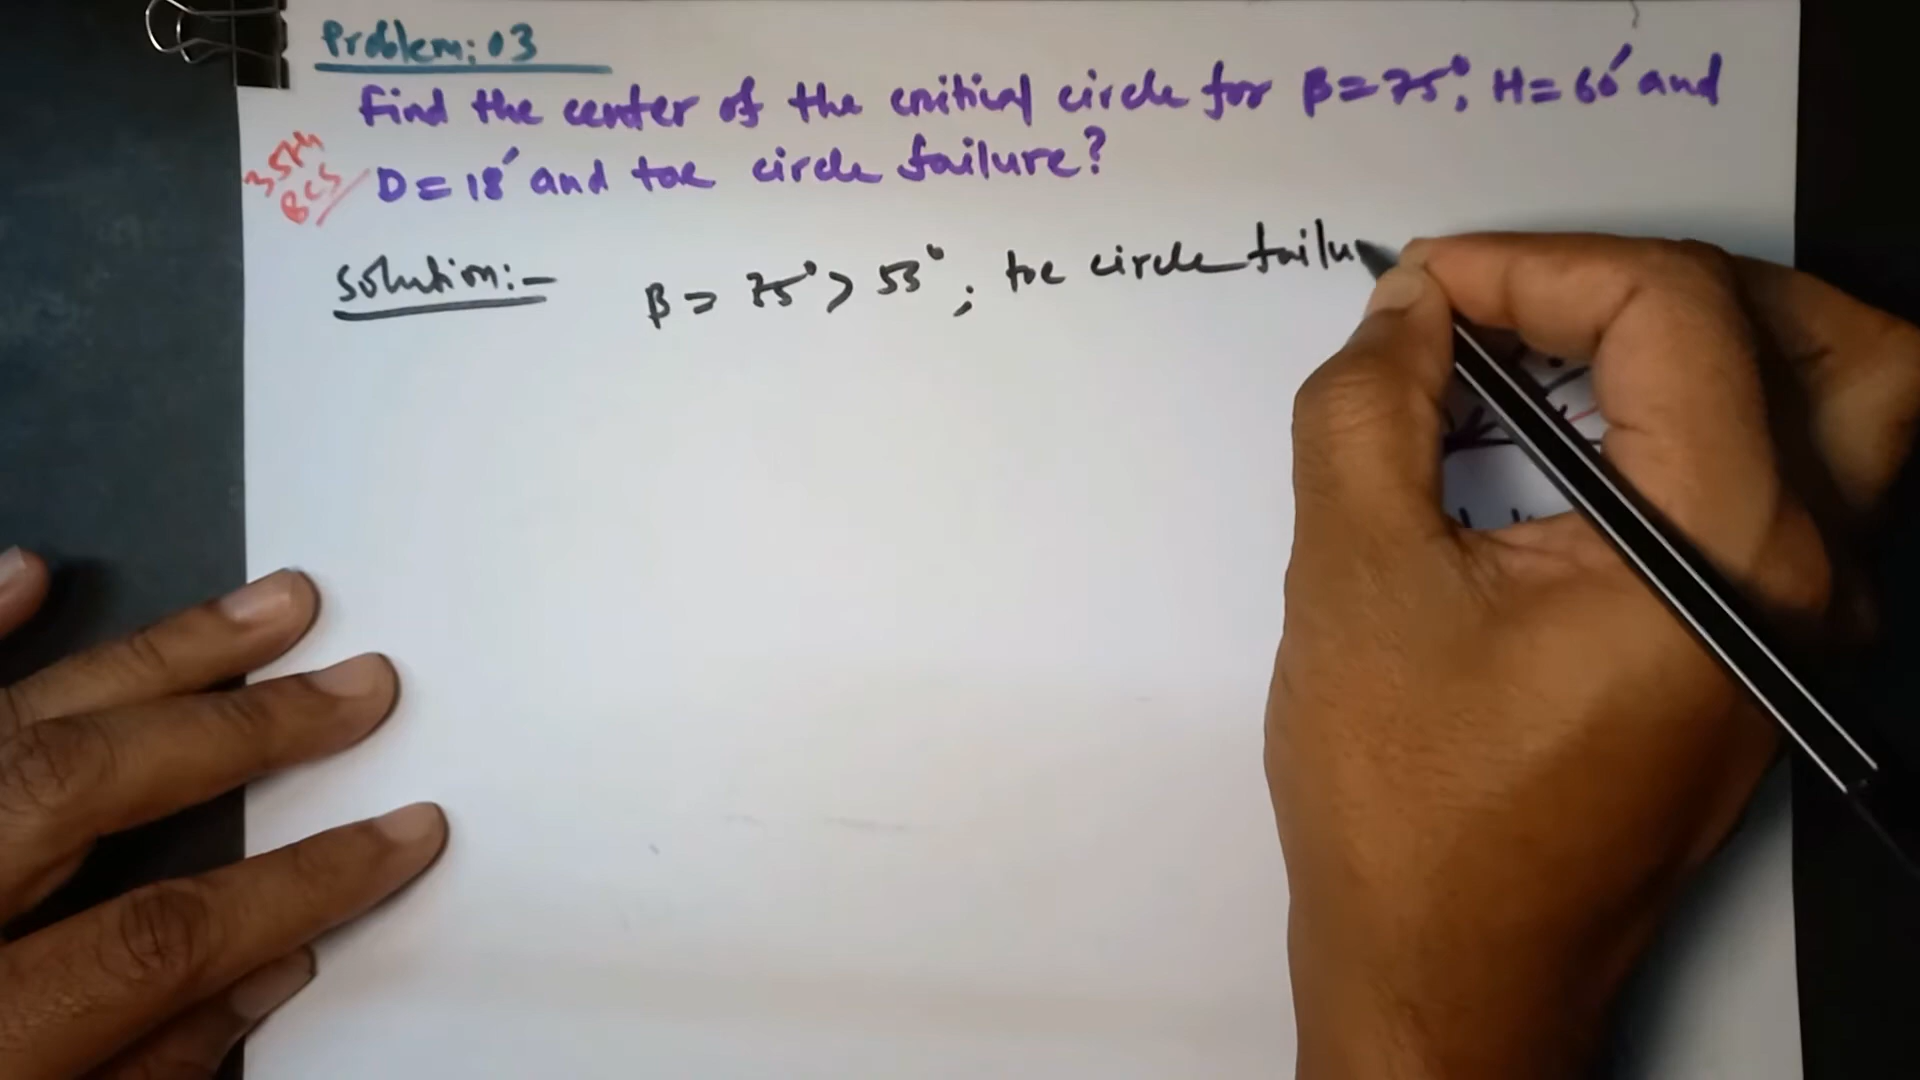 Problem: 03
Find the center of the critical circle for β=75°, H=60′ and
35th
BCS
D=18′ and toe circle failure?
Solution:- β = 75° > 53° ; toe circle failu